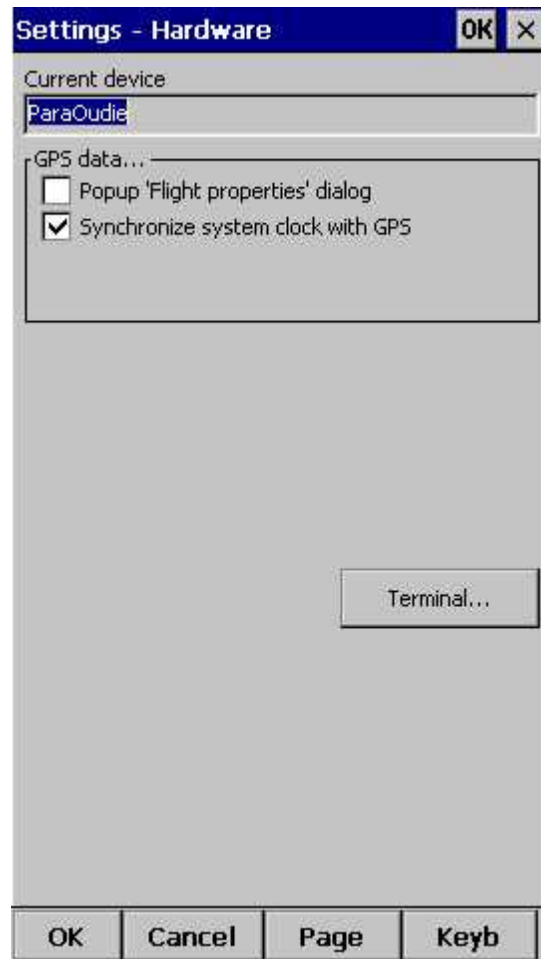 Settings - Hardware OK ×
Current device
ParaOudie
GPS data...
Popup 'Flight properties' dialog
Synchronize system clock with GPS
Terminal...
OK Cancel Page Keyb